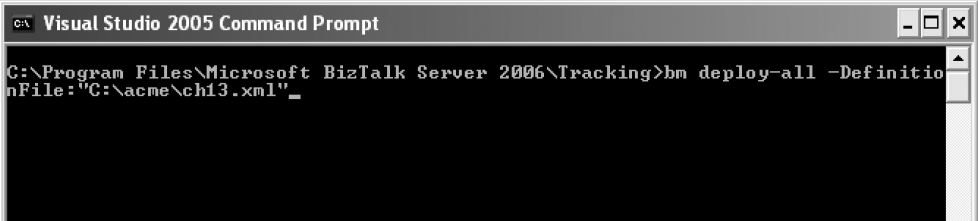 Visual Studio 2005 Command Prompt
C:\Program Files\Microsoft BizTalk Server 2006\Tracking>bm deploy-all -Definitio
nFile:"C:\acme\ch13.xml"_